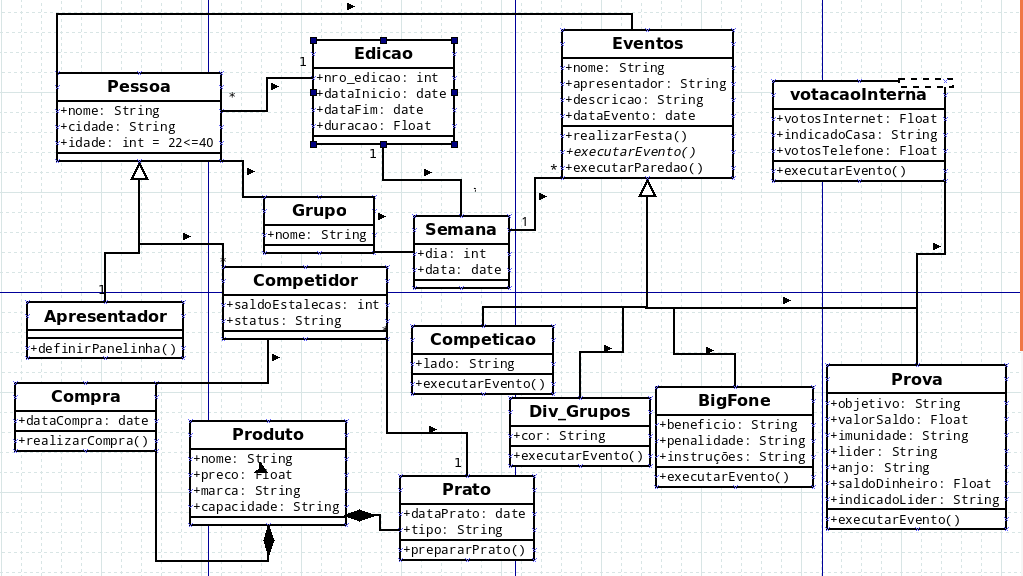 Pessoa
+nome: String
+cidade: String
+idade: int = 22<=40
*
1
Edicao
+nro_edicao: int
+dataInicio: date
+dataFim: date
+duracao: Float
1
Eventos
+nome: String
+apresentador: String
+descricao: String
+dataEvento: date
+realizarFesta()
+executarEvento()
+executarParedao()
*
1
votacaoInterna
+votosInternet: Float
+indicadoCasa: String
+votosTelefone: Float
+executarEvento()
Grupo
+nome: String
Semana
+dia: int
+data: date
*
Competidor
+saldoEstalecas: int
+status: String
*
1
Apresentador
+definirPanelinha()
Competicao
+lado: String
+executarEvento()
Compra
+dataCompra: date
+realizarCompra()
Div_Grupos
+cor: String
+executarEvento()
BigFone
+beneficio: String
+penalidade: String
+instruções: String
+executarEvento()
Prova
+objetivo: String
+valorSaldo: Float
+imunidade: String
+lider: String
+anjo: String
+saldoDinheiro: Float
+indicadoLider: String
+executarEvento()
Produto
+nome: String
+preco: Float
+marca: String
+capacidade: String
1
Prato
+dataPrato: date
+tipo: String
+prepararPrato()